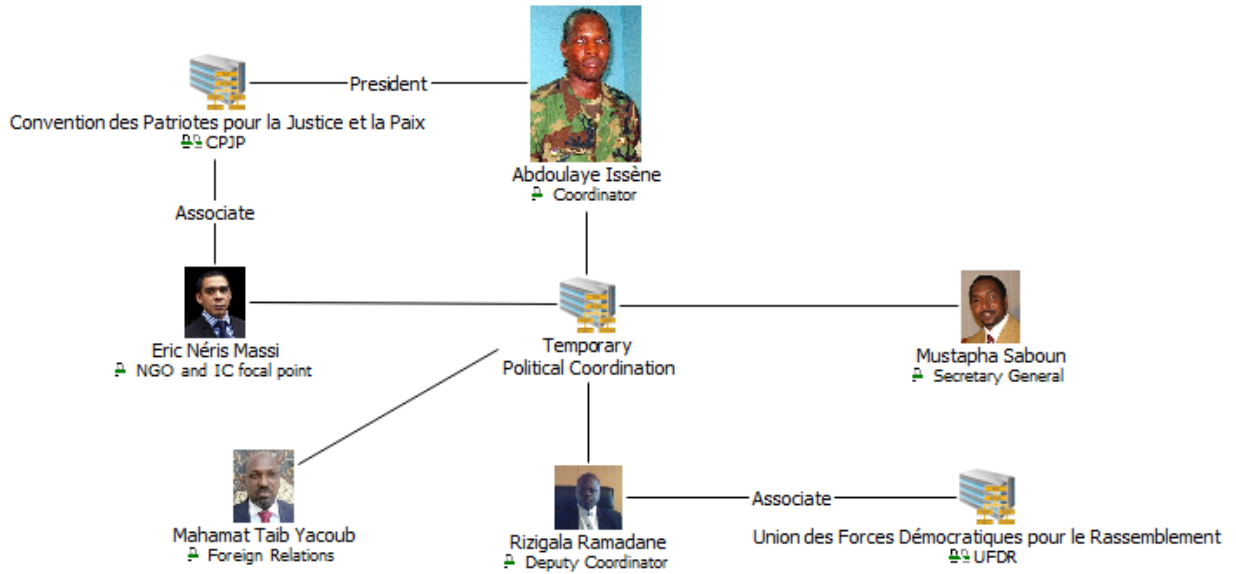 President
Convention des Patriotes pour la Justice et la Paix
CPJP
Abdoulaye Issène
Coordinator
Associate
Eric Néris Massi
NGO and IC focal point
Temporary
Political Coordination
Mustapha Saboun
Secretary General
Mahamat Taib Yacoub
Foreign Relations
Rizigala Ramadane
Deputy Coordinator
Associate
Union des Forces Démocratiques pour le Rassemblement
UFDR